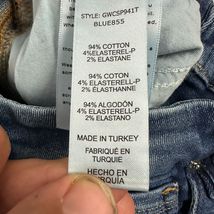 STYLE: GWCSP941T
BLUE855
94% COTTON
4% ELASTERELL-P
2% ELASTANE
94% COTTON
4% ELASTERELL-P
2% ELASTHANNE
94% ALGODÓN
4% ELASTERELL-P
2% ELASTANO
MADE IN TURKEY
FABRIQUÉ EN
TURQUIE
HECHO EN
TURQUÍA